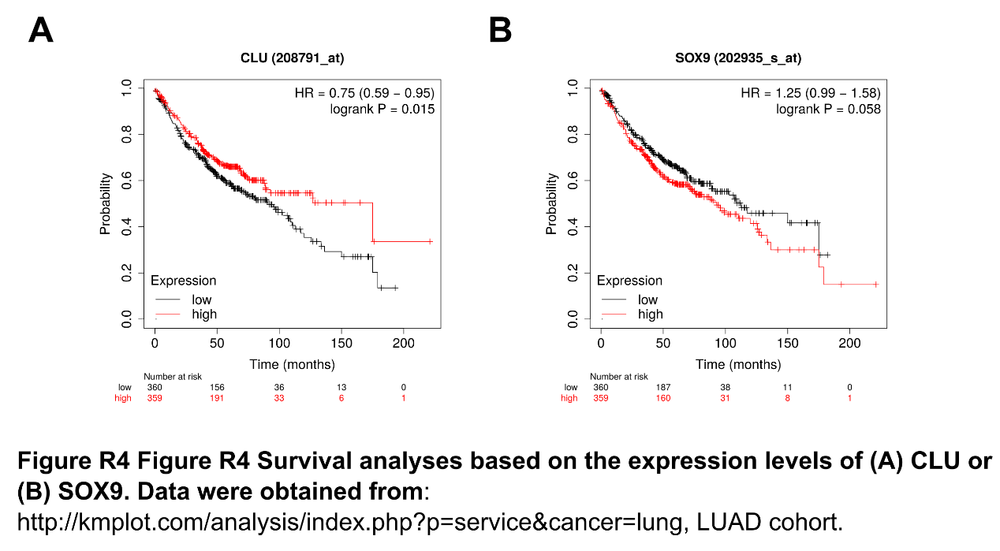 A
CLU (208791_at)
HR = 0.75 (0.59 − 0.95)
logrank P = 0.015
Probability
1.0
0.8
0.6
0.4
0.2
0.0
Expression
low
high
0 50 100 150 200
Time (months)
Number at risk
low 360 156 36 13 0
high 359 191 33 6 1
B
SOX9 (202935_s_at)
HR = 1.25 (0.99 − 1.58)
logrank P = 0.058
Probability
1.0
0.8
0.6
0.4
0.2
0.0
Expression
low
high
0 50 100 150 200
Time (months)
Number at risk
low 360 187 38 11 0
high 359 160 31 8 1
Figure R4 Figure R4 Survival analyses based on the expression levels of (A) CLU or
(B) SOX9. Data were obtained from:
http://kmplot.com/analysis/index.php?p=service&cancer=lung, LUAD cohort.